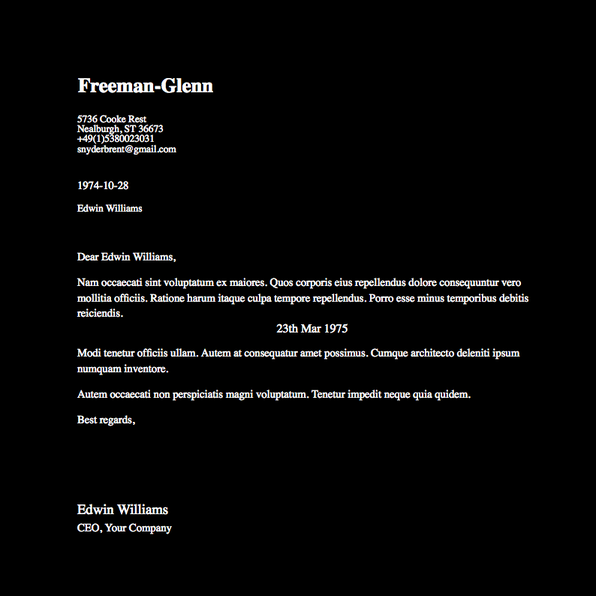 Freeman-Glenn
5736 Cooke Rest
Nealburgh, ST 36673
+49(1)5380023031
snyderbrent@gmail.com
1974-10-28
Edwin Williams
Dear Edwin Williams,
Nam occaecati sint voluptatum ex maiores. Quos corporis eius repellendus dolore consequuntur vero
mollitia officiis. Ratione harum itaque culpa tempore repellendus. Porro esse minus temporibus debitis
reiciendis.
23th Mar 1975
Modi tenetur officiis ullam. Autem at consequatur amet possimus. Cumque architecto deleniti ipsum
numquam inventore.
Autem occaecati non perspiciatis magni voluptatum. Tenetur impedit neque quia quidem.
Best regards,
Edwin Williams
CEO, Your Company